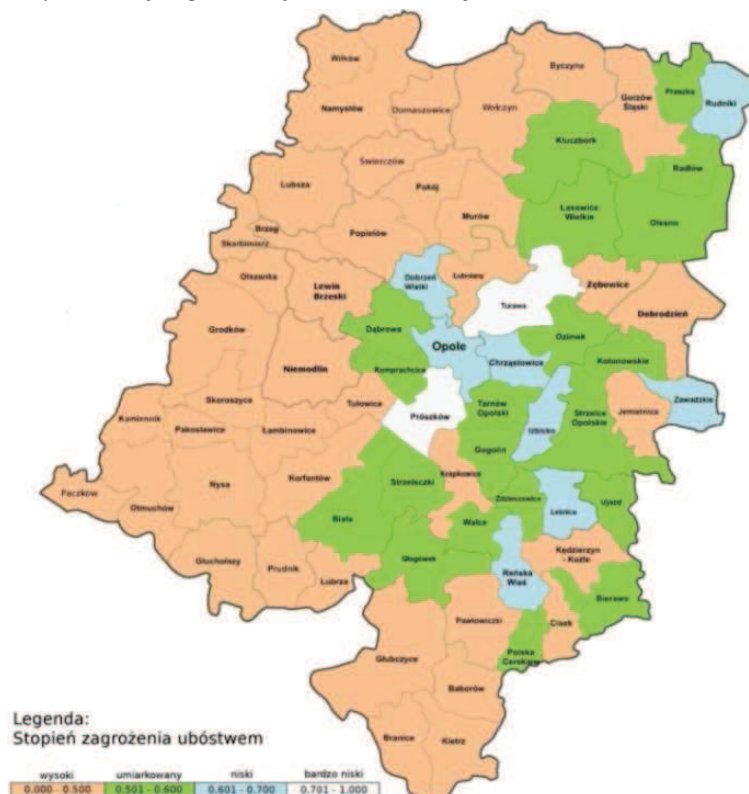 Wilków
Namysłów
Domaszowice
Wołczyn
Byczyna
Gorzów
Śląski
Praszka
Rudniki
Kluczbork
Radłów
Świerczów
Lubsza
Pokój
Lasowice
Wielkie
Olesno
Murów
Brzeg
Skarbimierz
Popielów
Olszanka
Lewin
Brzeski
Dobrzeń
Wielki
Łubniany
Turawa
Zębowice
Dobrodzień
Grodków
Dąbrowa
Opole
Ozimek
Chrząstowice
Kolonowskie
Niemodlin
Komprachcice
Skoroszyce
Tułowice
Prószków
Tarnów
Opolski
Izbicko
Strzelce
Opolskie
Jemielnica
Zawadzkie
Kamiennik
Pakosławice
Łambinowice
Gogolin
Krapkowice
Korfantów
Strzeleczki
Nysa
Paczków
Otmuchów
Zdzieszowice
Leśnica
Ujazd
Biała
Walce
Głogówek
Głuchołazy
Prudnik
Lubrza
Reńska
Wieś
Kędzierzyn
- Koźle
Bierawa
Pawłowiczki
Cisek
Polska
Cerekiew
Głubczyce
Baborów
Branice
Kietrz
Legenda:
Stopień zagrożenia ubóstwem
wysoki umiarkowany niski bardzo niski
0.000 - 0.500 0.501 - 0.600 0.601 - 0.700 0.701 - 1.000